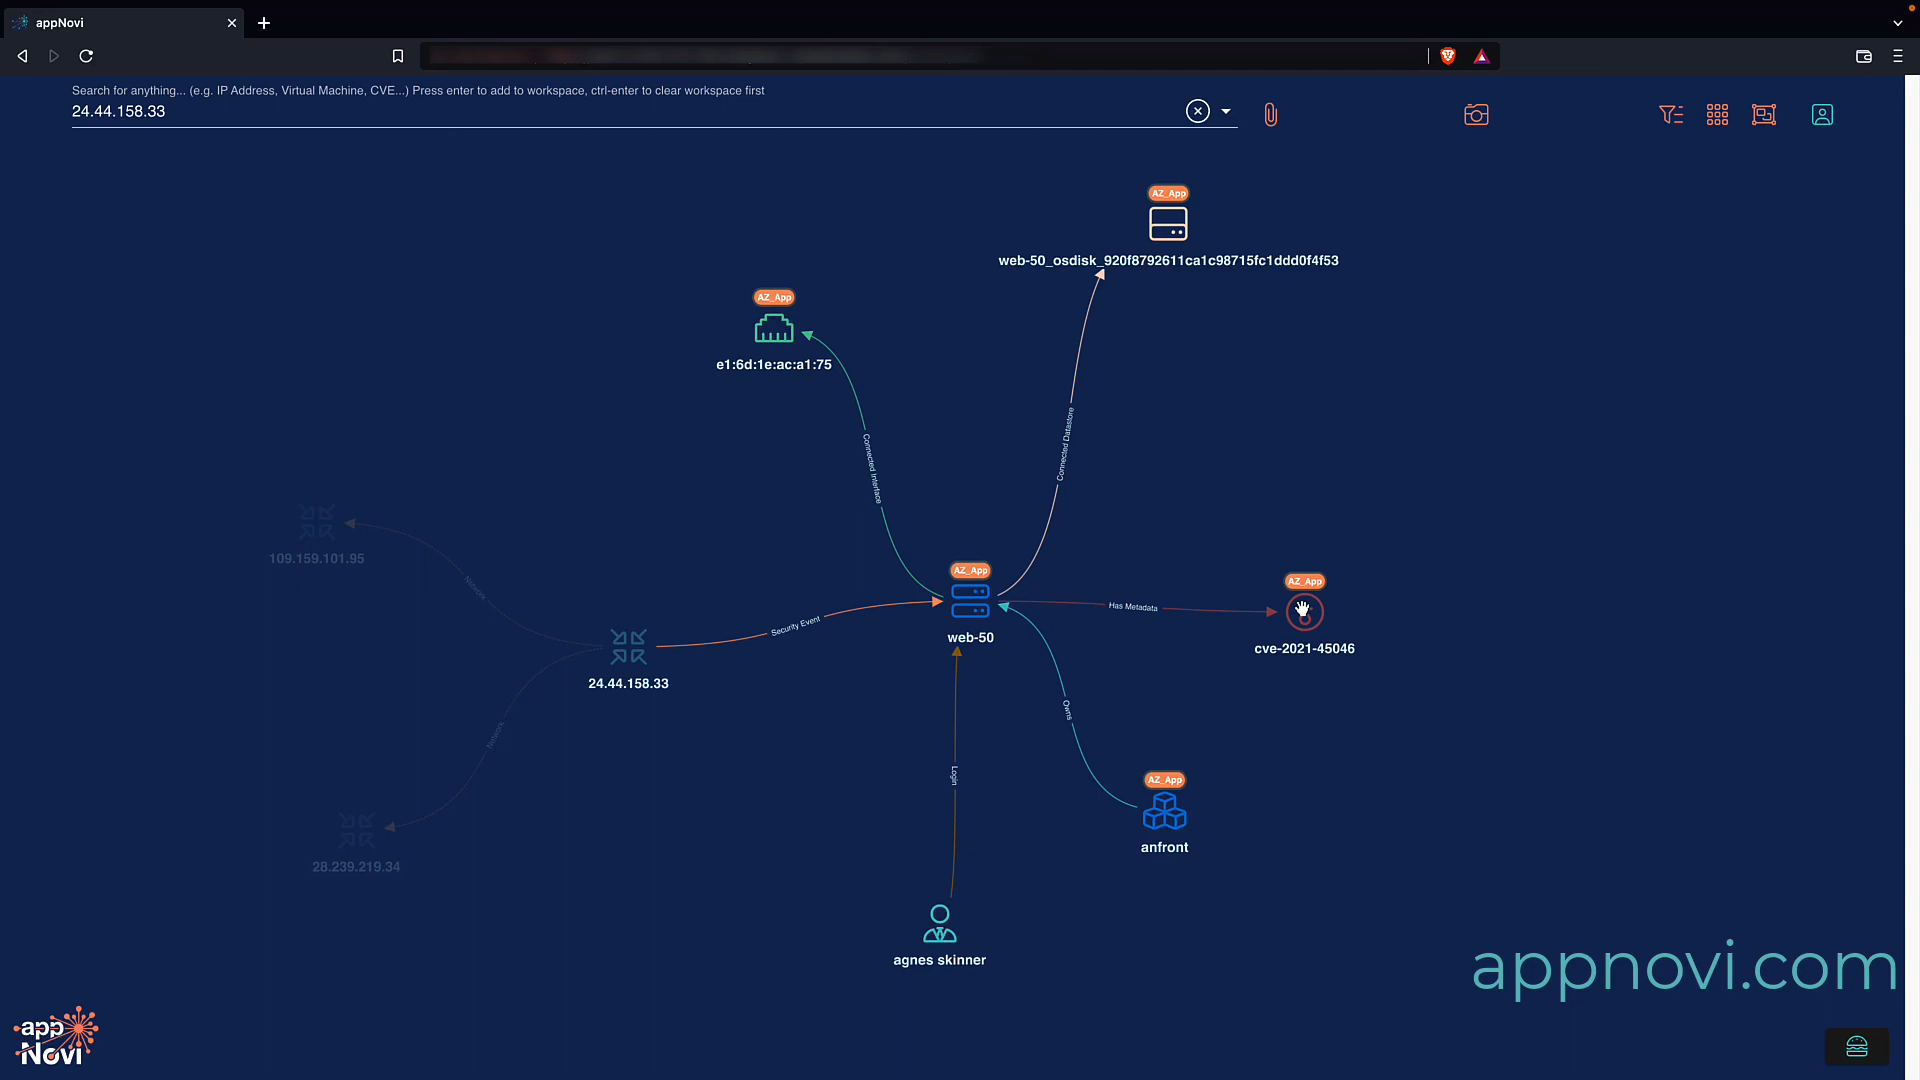 appNovi
Search for anything... (e.g. IP Address, Virtual Machine, CVE...) Press enter to add to workspace, ctrl-enter to clear workspace first
24.44.158.33
AZ_App
web-50_osdisk_920f8792611ca1c98715fc1ddd0f4f53
AZ_App
e1:6d:1e:ac:a1:75
Connected Datastore
Connected Interface
109.159.101.95
Network
AZ_App
web-50
AZ_App
Has Metadata
cve-2021-45046
Security Event
24.44.158.33
Owns
Network
Login
AZ_App
anfront
28.239.219.34
agnes skinner
appnovi.com
app
Novi